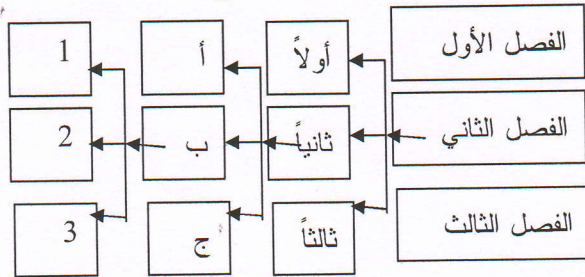 الفصل الأول أولاً أ 1
الفصل الثاني ثانياً ب 2
الفصل الثالث ثالثاً ج 3